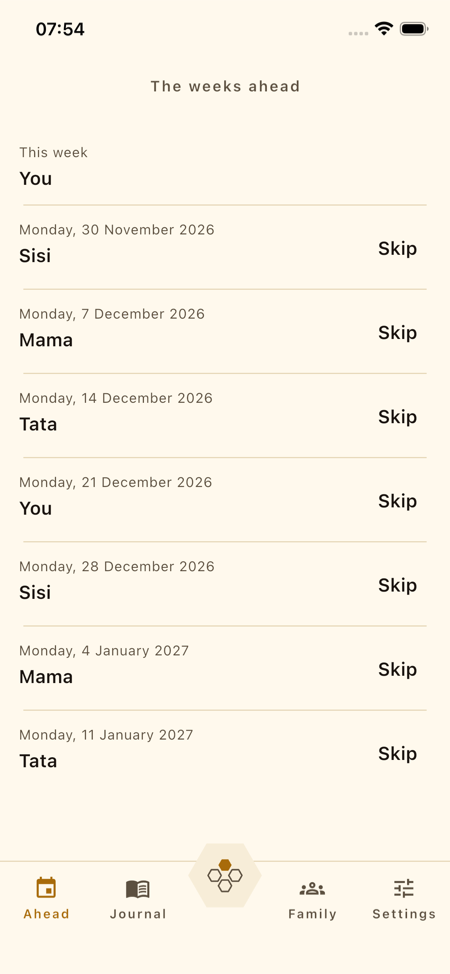 07:54
The weeks ahead
This week
You
Monday, 30 November 2026
Sisi
Skip
Monday, 7 December 2026
Mama
Skip
Monday, 14 December 2026
Tata
Skip
Monday, 21 December 2026
You
Skip
Monday, 28 December 2026
Sisi
Skip
Monday, 4 January 2027
Mama
Skip
Monday, 11 January 2027
Tata
Skip
Ahead
Journal
Family
Settings